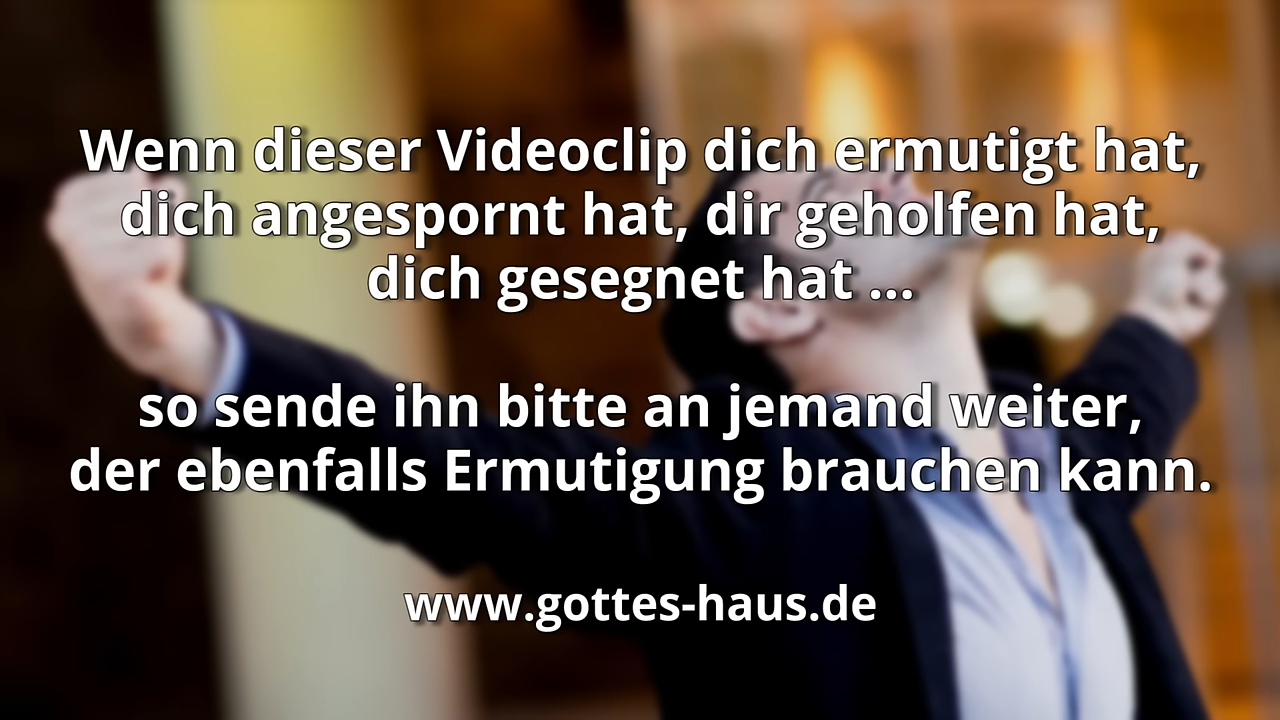 Wenn dieser Videoclip dich ermutigt hat,
dich angespornt hat, dir geholfen hat,
dich gesegnet hat ...
so sende ihn bitte an jemand weiter,
der ebenfalls Ermutigung brauchen kann.
www.gottes-haus.de